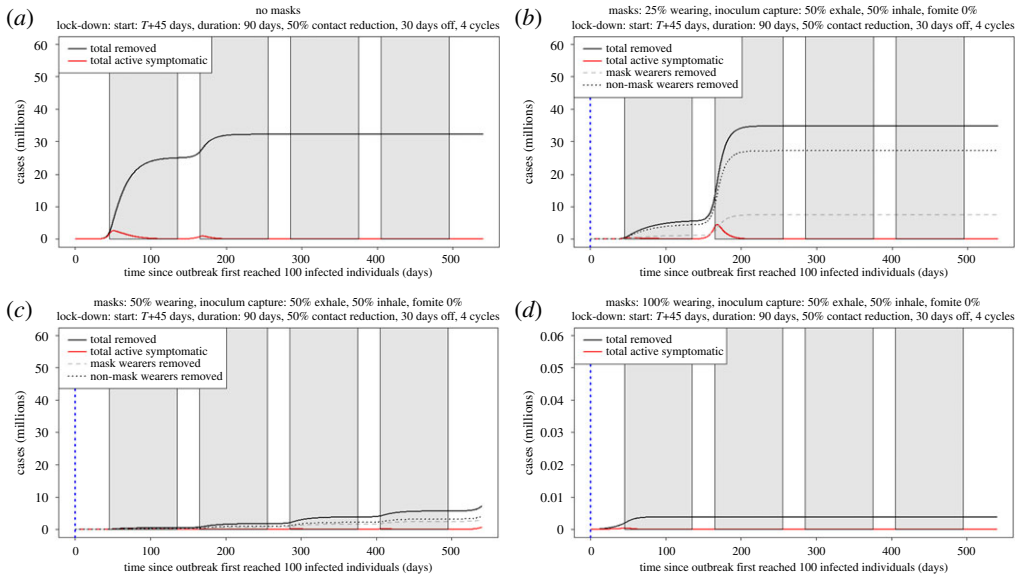 (a)
no masks
lock-down: start: T+45 days, duration: 90 days, 50% contact reduction, 30 days off, 4 cycles
60
50
40
30
20
10
0
cases (millions)
total removed
total active symptomatic
0 100 200 300 400 500
time since outbreak first reached 100 infected individuals (days)
(b)
masks: 25% wearing, inoculum capture: 50% exhale, 50% inhale, fomite 0%
lock-down: start: T+45 days, duration: 90 days, 50% contact reduction, 30 days off, 4 cycles
60
50
40
30
20
10
0
cases (millions)
total removed
total active symptomatic
mask wearers removed
non-mask wearers removed
0 100 200 300 400 500
time since outbreak first reached 100 infected individuals (days)
(c)
masks: 50% wearing, inoculum capture: 50% exhale, 50% inhale, fomite 0%
lock-down: start: T+45 days, duration: 90 days, 50% contact reduction, 30 days off, 4 cycles
60
50
40
30
20
10
0
cases (millions)
total removed
total active symptomatic
mask wearers removed
non-mask wearers removed
0 100 200 300 400 500
time since outbreak first reached 100 infected individuals (days)
(d)
masks: 100% wearing, inoculum capture: 50% exhale, 50% inhale, fomite 0%
lock-down: start: T+45 days, duration: 90 days, 50% contact reduction, 30 days off, 4 cycles
0.06
0.05
0.04
0.03
0.02
0.01
0
cases (millions)
total removed
total active symptomatic
0 100 200 300 400 500
time since outbreak first reached 100 infected individuals (days)